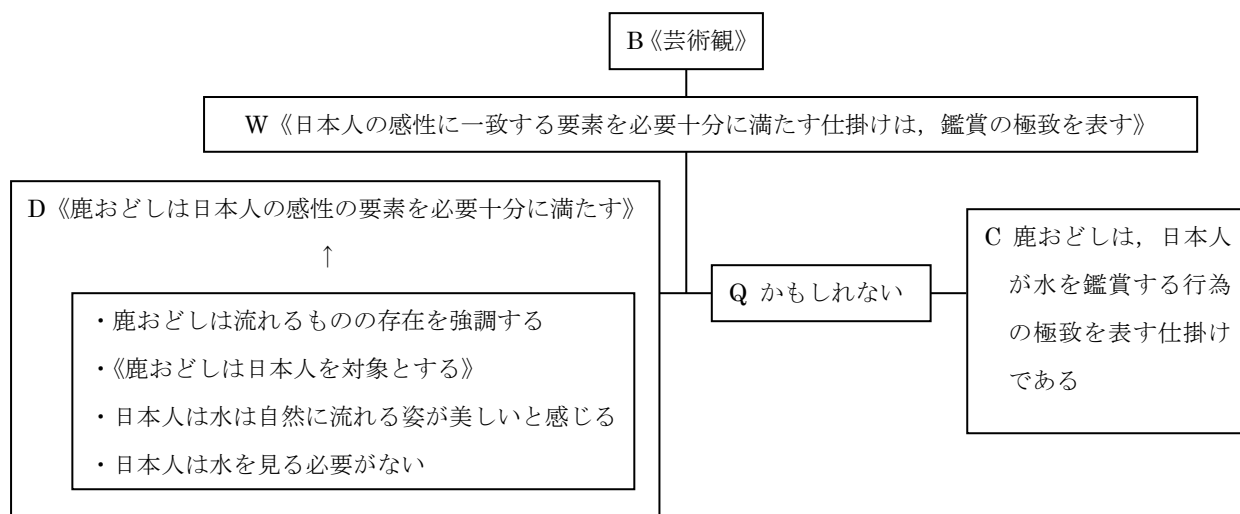 B《芸術観》
W《日本人の感性に一致する要素を必要十分に満たす仕掛けは，鑑賞の極致を表す》
D《鹿おどしは日本人の感性の要素を必要十分に満たす》
↑
・鹿おどしは流れるものの存在を強調する
・《鹿おどしは日本人を対象とする》
・日本人は水は自然に流れる姿が美しいと感じる
・日本人は水を見る必要がない
Q かもしれない
C 鹿おどしは，日本人
が水を鑑賞する行為
の極致を表す仕掛け
である